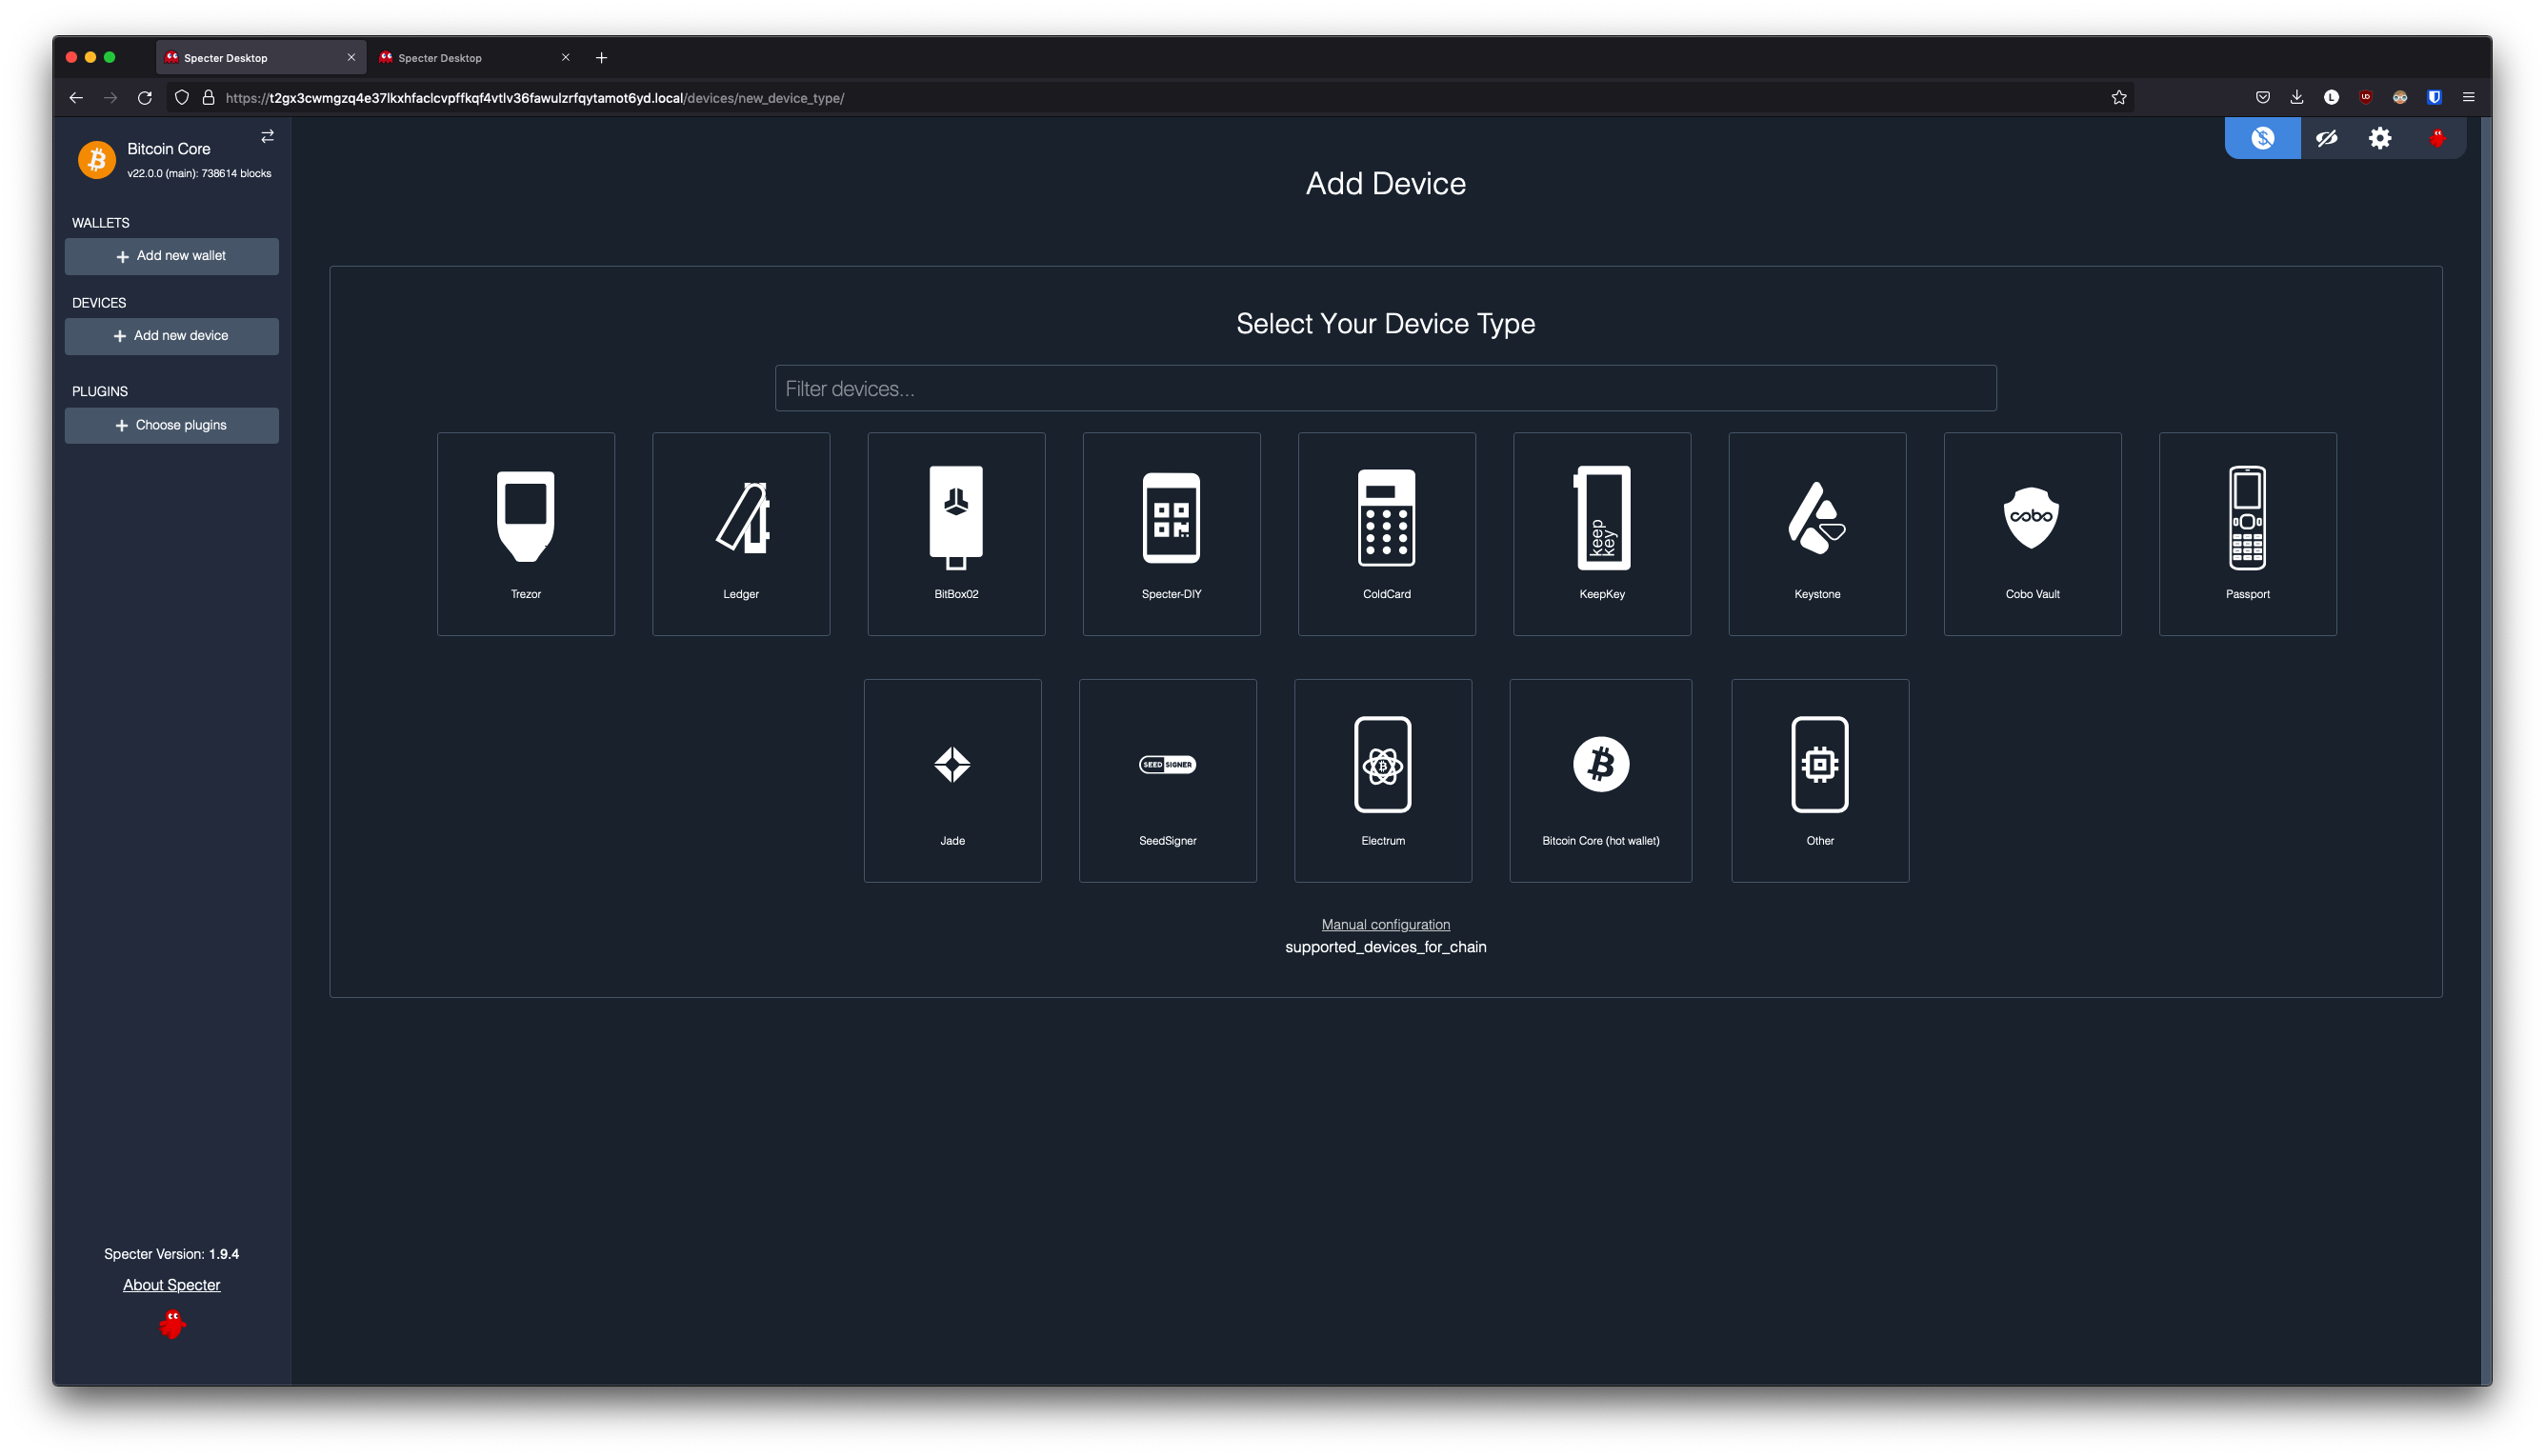 Specter Desktop
Specter Desktop
https://t2gx3cwmgzq4e37lkxhfaclcvpffkqf4vtlv36fawulzrfqytamot6yd.local/devices/new_device_type/
Bitcoin Core
v22.0.0 (main): 738614 blocks
WALLETS
Add new wallet
DEVICES
Add new device
PLUGINS
Choose plugins
Specter Version: 1.9.4
About Specter
Add Device
Select Your Device Type
Filter devices...
keep
key
cobo
Trezor
Ledger
BitBox02
Specter-DIY
ColdCard
KeepKey
Keystone
Cobo Vault
Passport
SEED SIGNER
Jade
SeedSigner
Electrum
Bitcoin Core (hot wallet)
Other
Manual configuration
supported_devices_for_chain